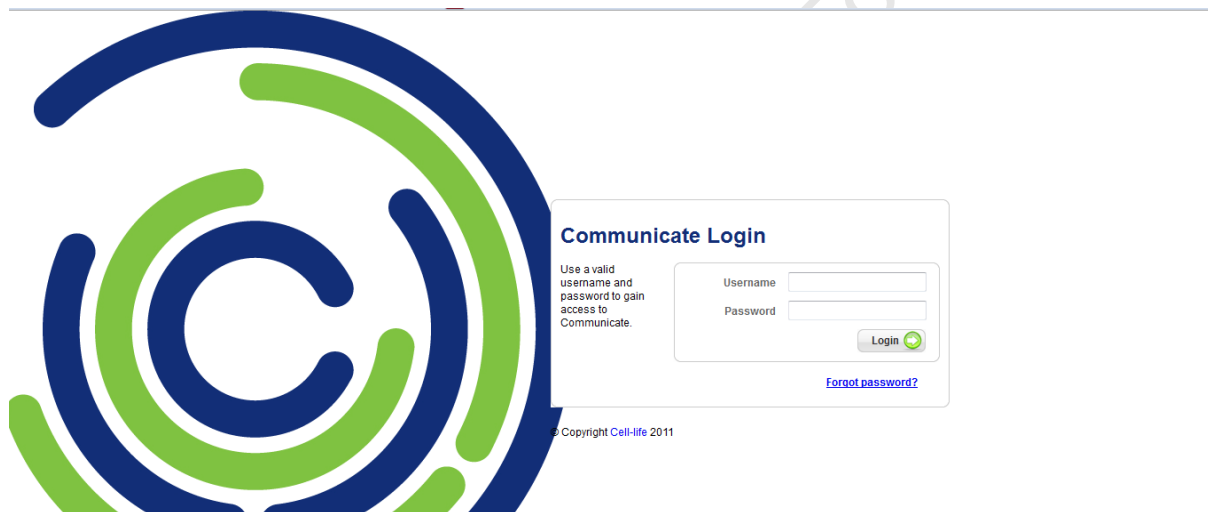 Communicate Login
Use a valid
username and
password to gain
access to
Communicate.
Username
Password
Login
Forgot password?
© Copyright Cell-life 2011